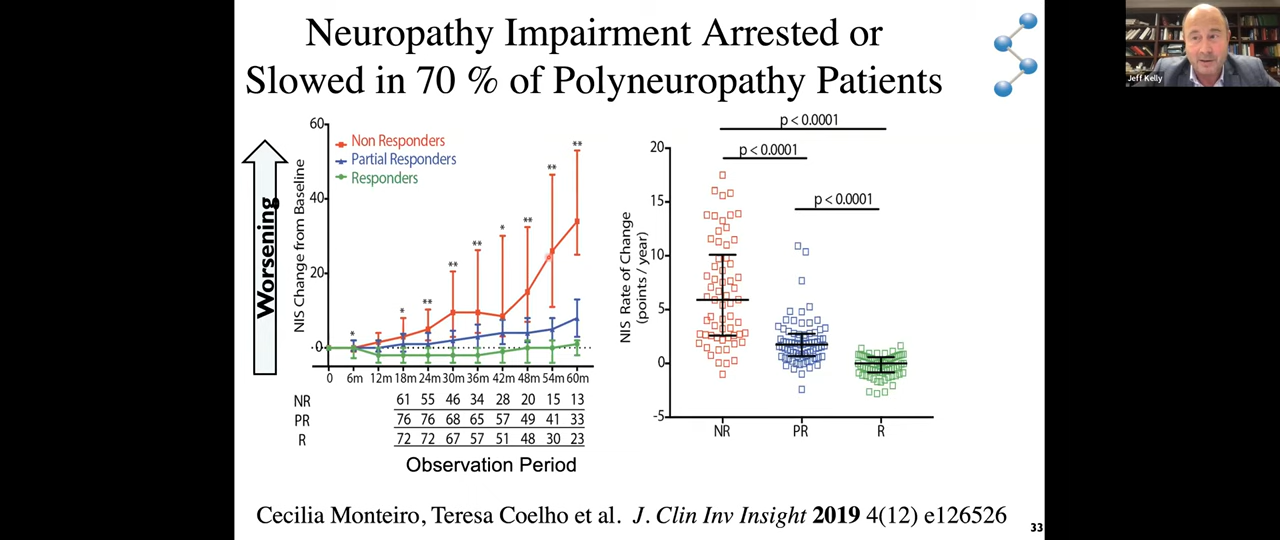 Neuropathy Impairment Arrested or
Slowed in 70 % of Polyneuropathy Patients
Jeff Kelly
Worsening
NIS Change from Baseline
60
40
20
0
Non Responders
Partial Responders
Responders
*
*
**
**
**
*
**
**
**
0 6m 12m 18m 24m 30m 36m 42m 48m 54m 60m
NR 61 55 46 34 28 20 15 13
PR 76 76 68 65 57 49 41 33
R 72 72 67 57 51 48 30 23
Observation Period
NIS Rate of Change
(points / year)
20
15
10
5
0
-5
p < 0.0001
p < 0.0001
p < 0.0001
NR PR R
Cecilia Monteiro, Teresa Coelho et al. J. Clin Inv Insight 2019 4(12) e126526
33